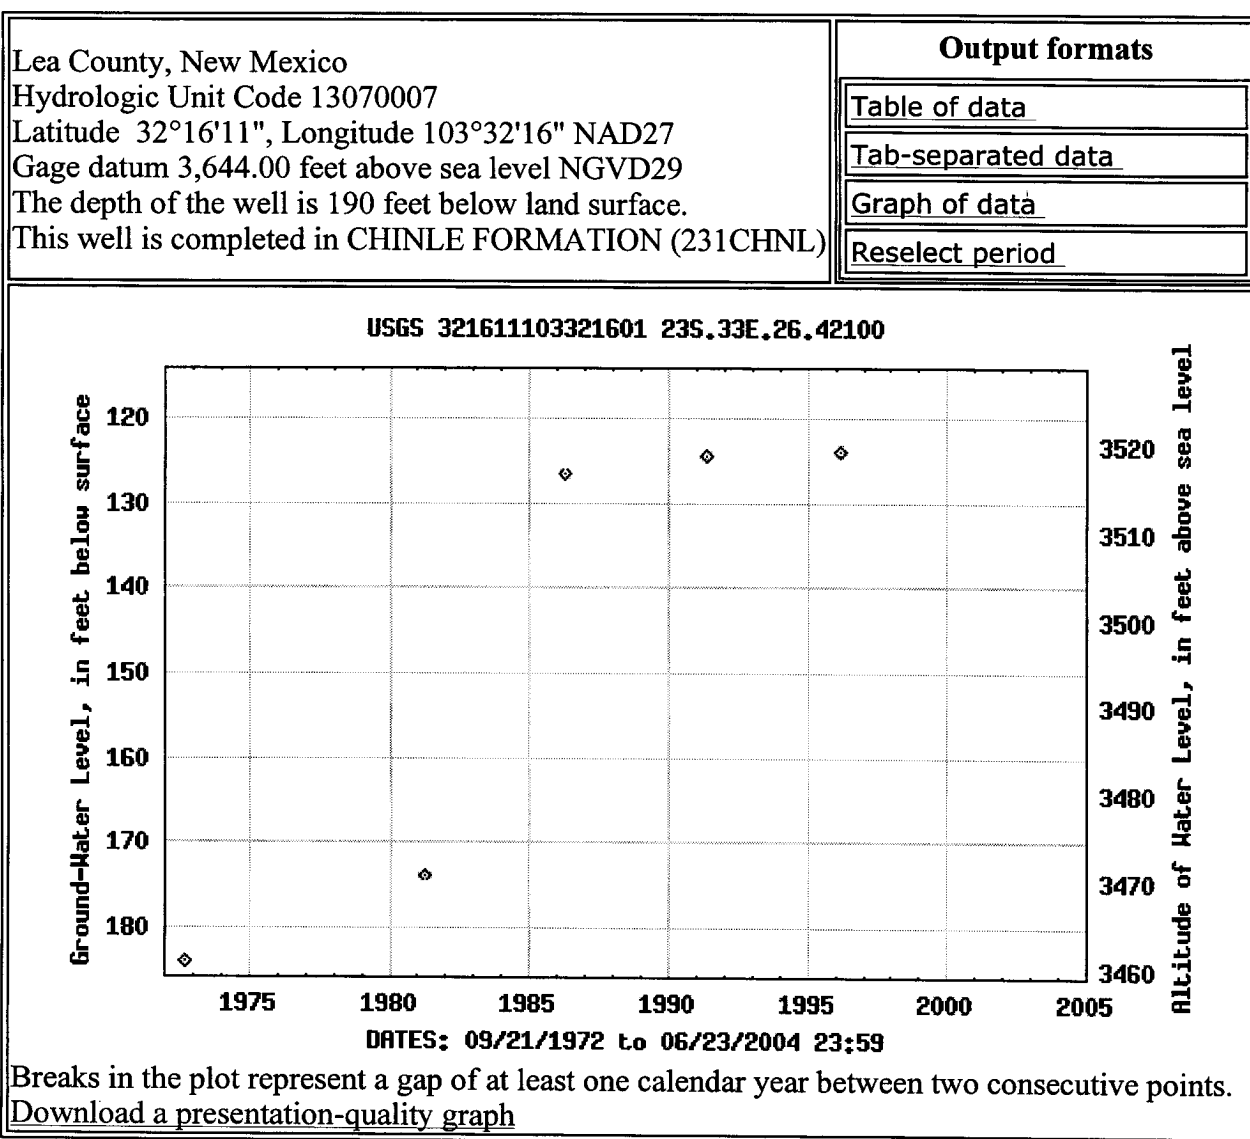 Lea County, New Mexico
Hydrologic Unit Code 13070007
Latitude 32°16'11", Longitude 103°32'16" NAD27
Gage datum 3,644.00 feet above sea level NGVD29
The depth of the well is 190 feet below land surface.
This well is completed in CHINLE FORMATION (231CHNL)
Output formats
Table of data
Tab-separated data
Graph of data
Reselect period
USGS 321611103321601 23S.33E.26.42100
Ground-Water Level, in feet below surface
120
130
140
150
160
170
180
Altitude of Water Level, in feet above sea level
3520
3510
3500
3490
3480
3470
3460
1975 1980 1985 1990 1995 2000 2005
DATES: 09/21/1972 to 06/23/2004 23:59
Breaks in the plot represent a gap of at least one calendar year between two consecutive points.
Download a presentation-quality graph